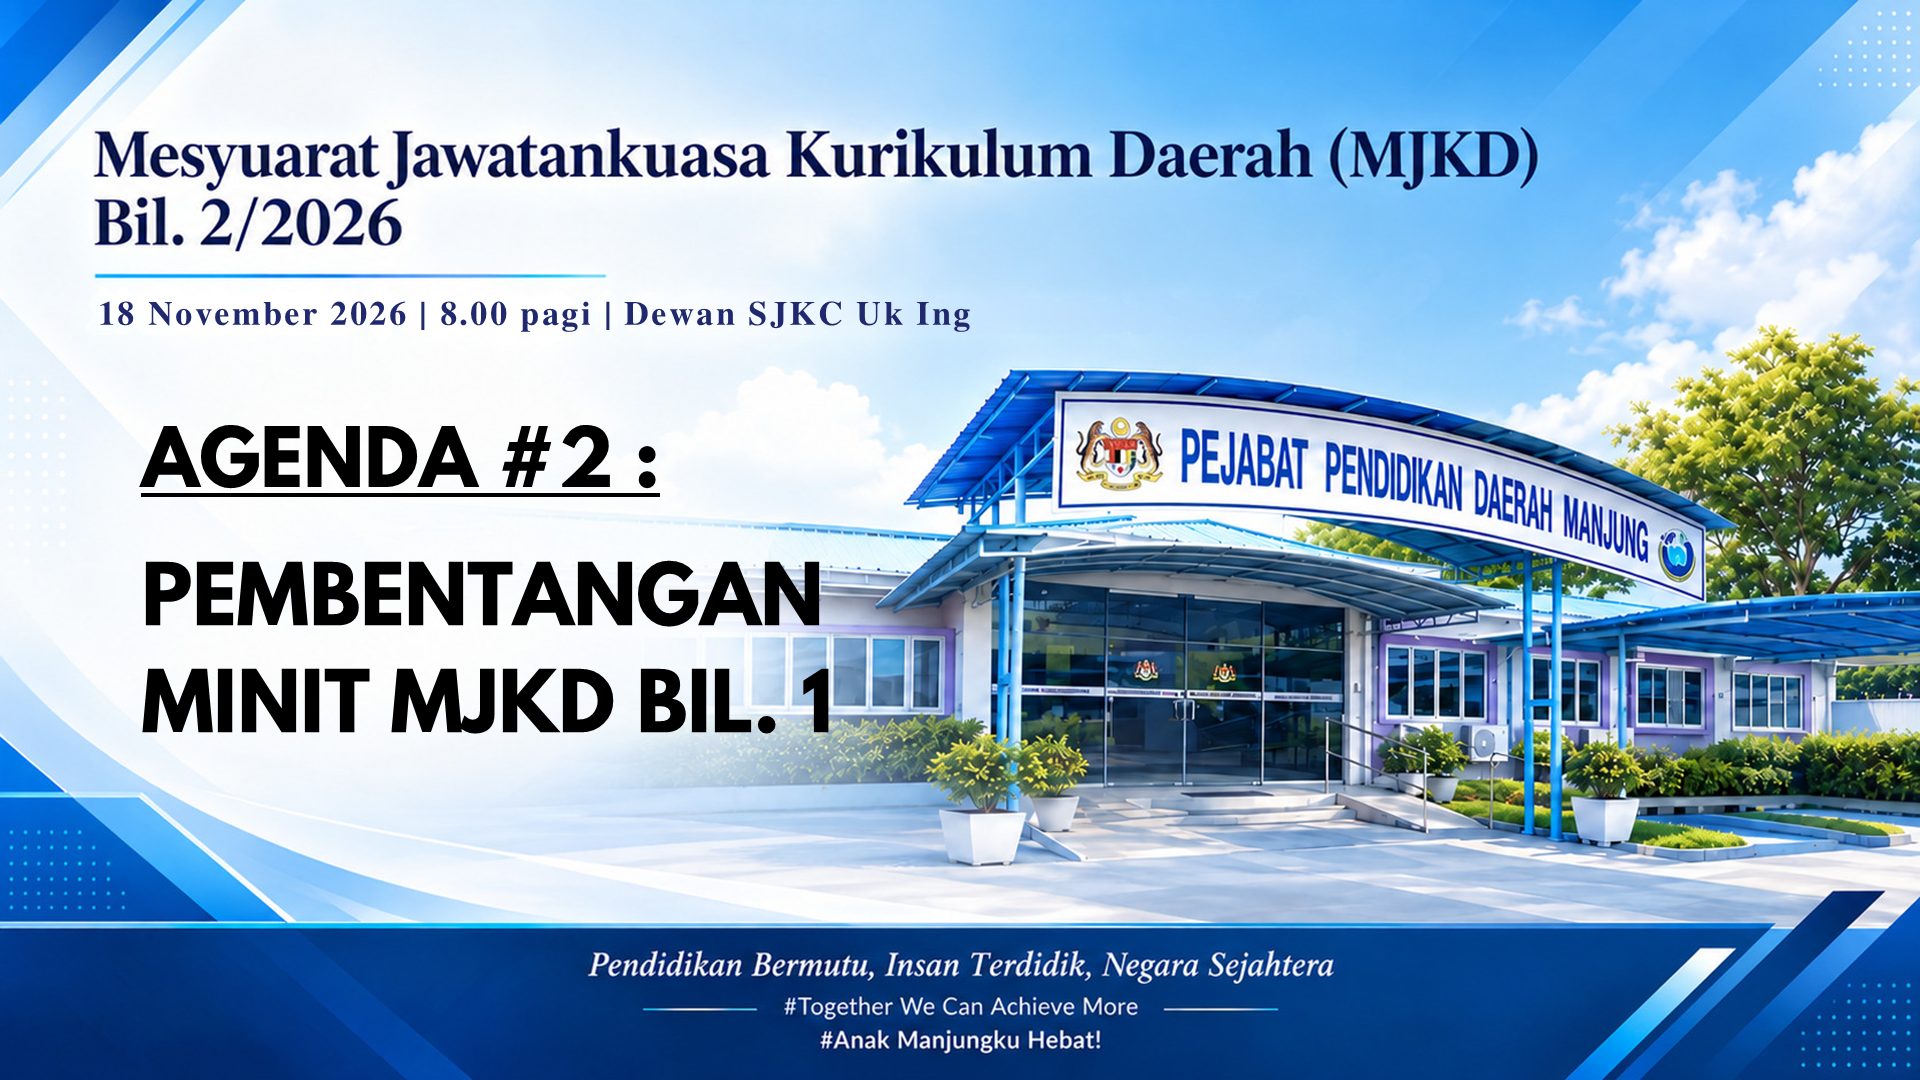 Mesyuarat Jawatankuasa Kurikulum Daerah (MJKD)
Bil. 2/2026
18 November 2026 | 8.00 pagi | Dewan SJKC Uk Ing
AGENDA #2 :
PEMBENTANGAN
MINIT MJKD BIL. 1
PEJABAT PENDIDIKAN DAERAH MANJUNG
Pendidikan Bermutu, Insan Terdidik, Negara Sejahtera
#Together We Can Achieve More
#Anak Manjungku Hebat!